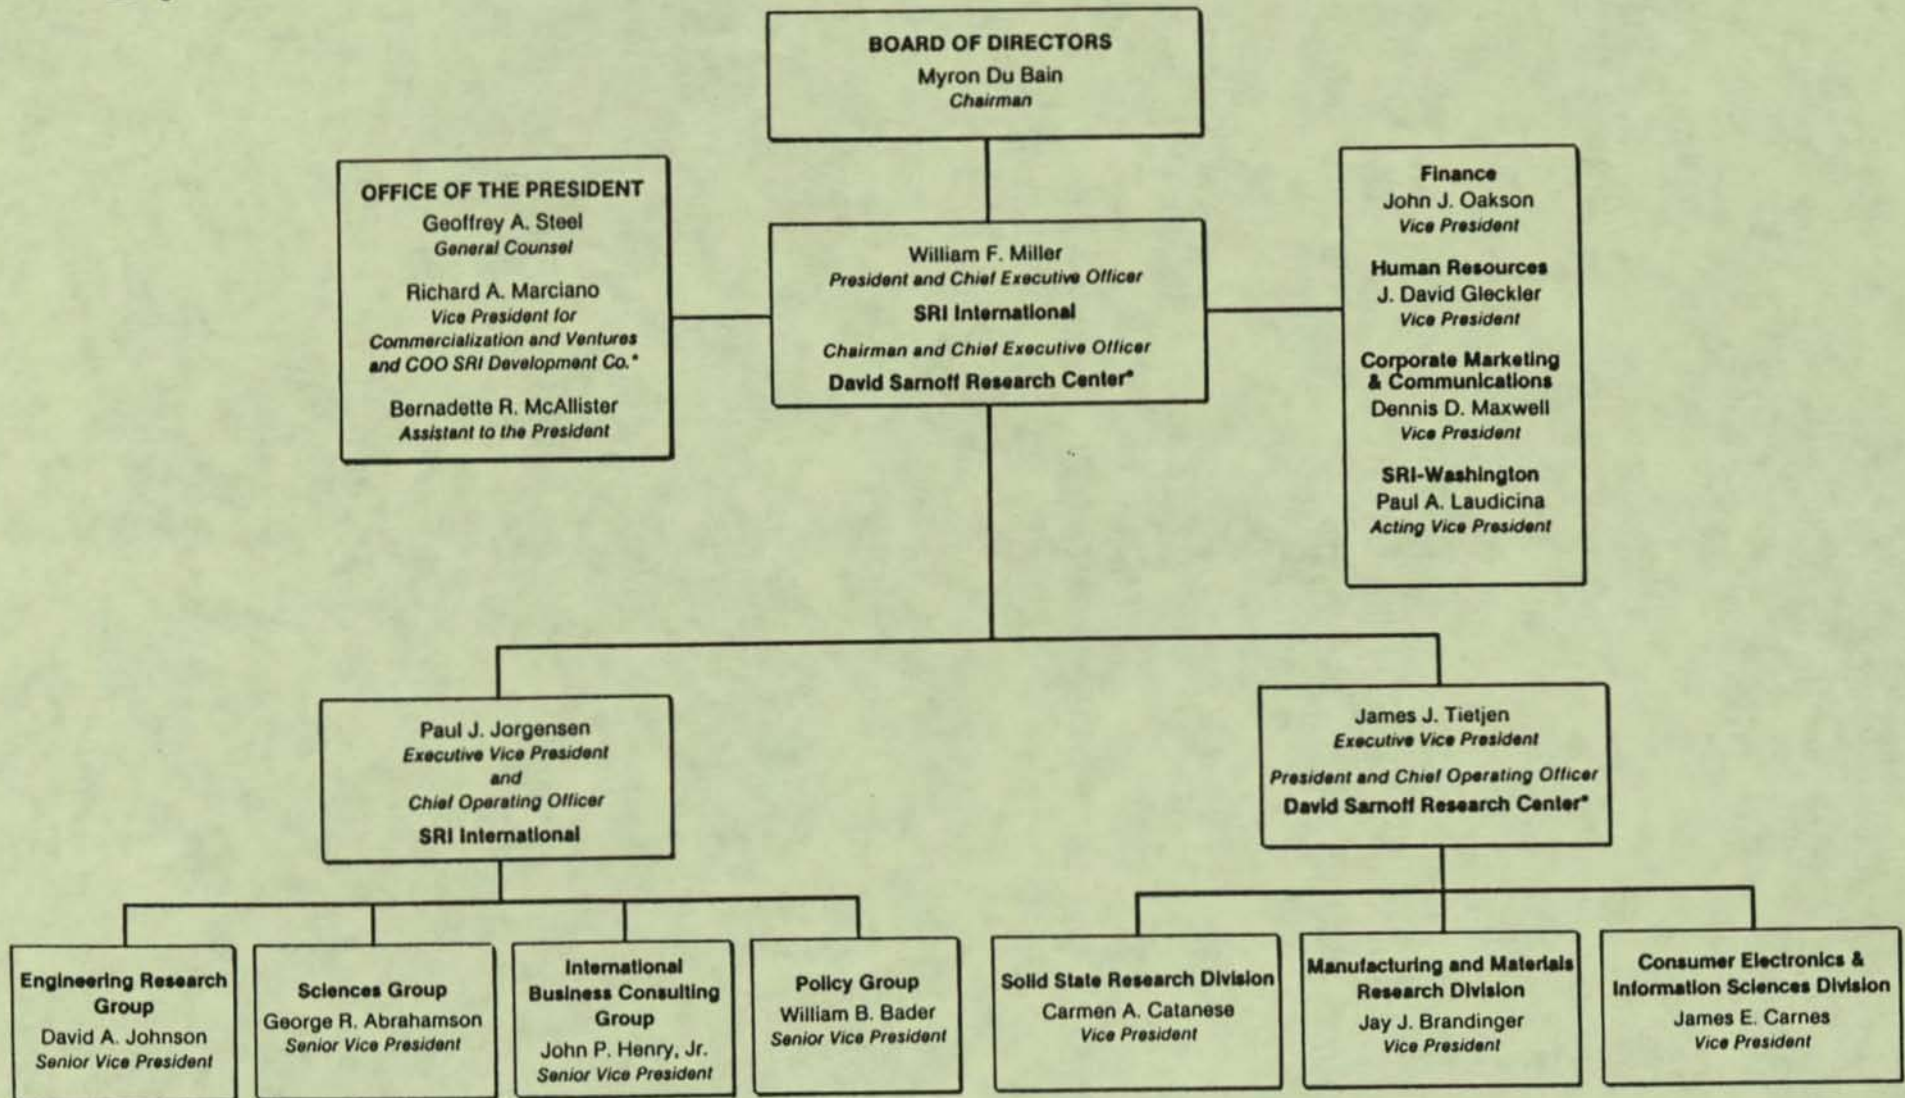 BOARD OF DIRECTORS
Myron Du Bain
Chairman
OFFICE OF THE PRESIDENT
Geoffrey A. Steel
General Counsel
Richard A. Marciano
Vice President for
Commercialization and Ventures
and COO SRI Development Co.*
Bernadette R. McAllister
Assistant to the President
William F. Miller
President and Chief Executive Officer
SRI International
Chairman and Chief Executive Officer
David Sarnoff Research Center*
Finance
John J. Oakson
Vice President
Human Resources
J. David Gleckler
Vice President
Corporate Marketing
& Communications
Dennis D. Maxwell
Vice President
SRI-Washington
Paul A. Laudicina
Acting Vice President
Paul J. Jorgensen
Executive Vice President
and
Chief Operating Officer
SRI International
James J. Tietjen
Executive Vice President
President and Chief Operating Officer
David Sarnoff Research Center*
Engineering Research
Group
David A. Johnson
Senior Vice President
Sciences Group
George R. Abrahamson
Senior Vice President
International
Business Consulting
Group
John P. Henry, Jr.
Senior Vice President
Policy Group
William B. Bader
Senior Vice President
Solid State Research Division
Carmen A. Catanese
Vice President
Manufacturing and Materials
Research Division
Jay J. Brandinger
Vice President
Consumer Electronics &
Information Sciences Division
James E. Carnes
Vice President